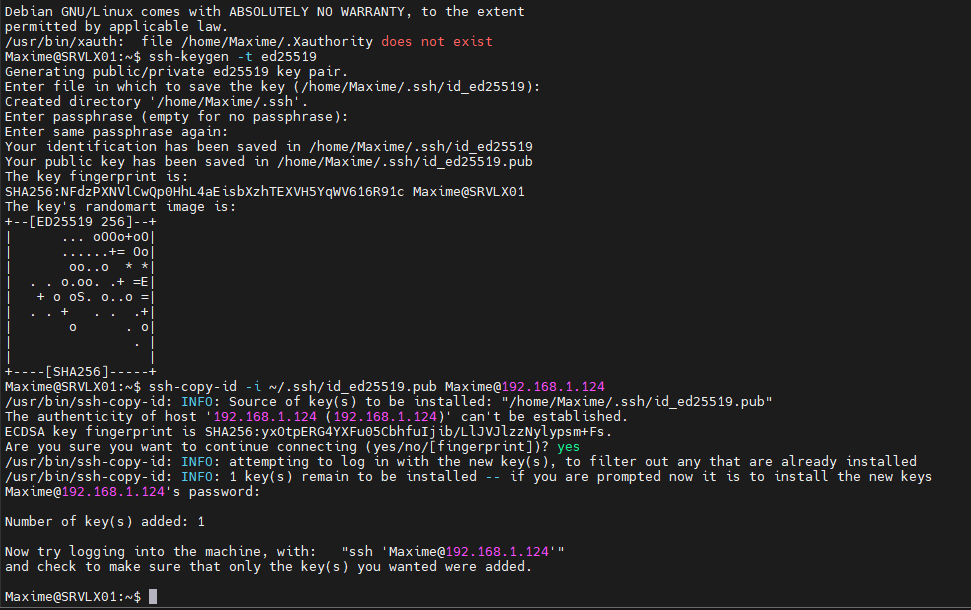 Debian GNU/Linux comes with ABSOLUTELY NO WARRANTY, to the extent
permitted by applicable law.
/usr/bin/xauth:  file /home/Maxime/.Xauthority does not exist
Maxime@SRVLX01:~$ ssh-keygen -t ed25519
Generating public/private ed25519 key pair.
Enter file in which to save the key (/home/Maxime/.ssh/id_ed25519):
Created directory '/home/Maxime/.ssh'.
Enter passphrase (empty for no passphrase):
Enter same passphrase again:
Your identification has been saved in /home/Maxime/.ssh/id_ed25519
Your public key has been saved in /home/Maxime/.ssh/id_ed25519.pub
The key fingerprint is:
SHA256:NFdzPXNVlCwQp0HhL4aEisbXzhTEXVH5YqWV616R91c Maxime@SRVLX01
The key's randomart image is:
+--[ED25519 256]--+
|      ... oOOo+oO|
|      ......+= Oo|
|       oo..o  * *|
|  . . o.oo. .+ =E|
|   + o oS. o..o =|
|  . . +   . .  .+|
|       o      . o|
|               . |
|                 |
+----[SHA256]-----+
Maxime@SRVLX01:~$ ssh-copy-id -i ~/.ssh/id_ed25519.pub Maxime@192.168.1.124
/usr/bin/ssh-copy-id: INFO: Source of key(s) to be installed: "/home/Maxime/.ssh/id_ed25519.pub"
The authenticity of host '192.168.1.124 (192.168.1.124)' can't be established.
ECDSA key fingerprint is SHA256:yxOtpERG4YXFu05CbhfuIjib/LlJVJlzzNylypsm+Fs.
Are you sure you want to continue connecting (yes/no/[fingerprint])? yes
/usr/bin/ssh-copy-id: INFO: attempting to log in with the new key(s), to filter out any that are already installed
/usr/bin/ssh-copy-id: INFO: 1 key(s) remain to be installed -- if you are prompted now it is to install the new keys
Maxime@192.168.1.124's password:
Number of key(s) added: 1
Now try logging into the machine, with:   "ssh 'Maxime@192.168.1.124'"
and check to make sure that only the key(s) you wanted were added.
Maxime@SRVLX01:~$